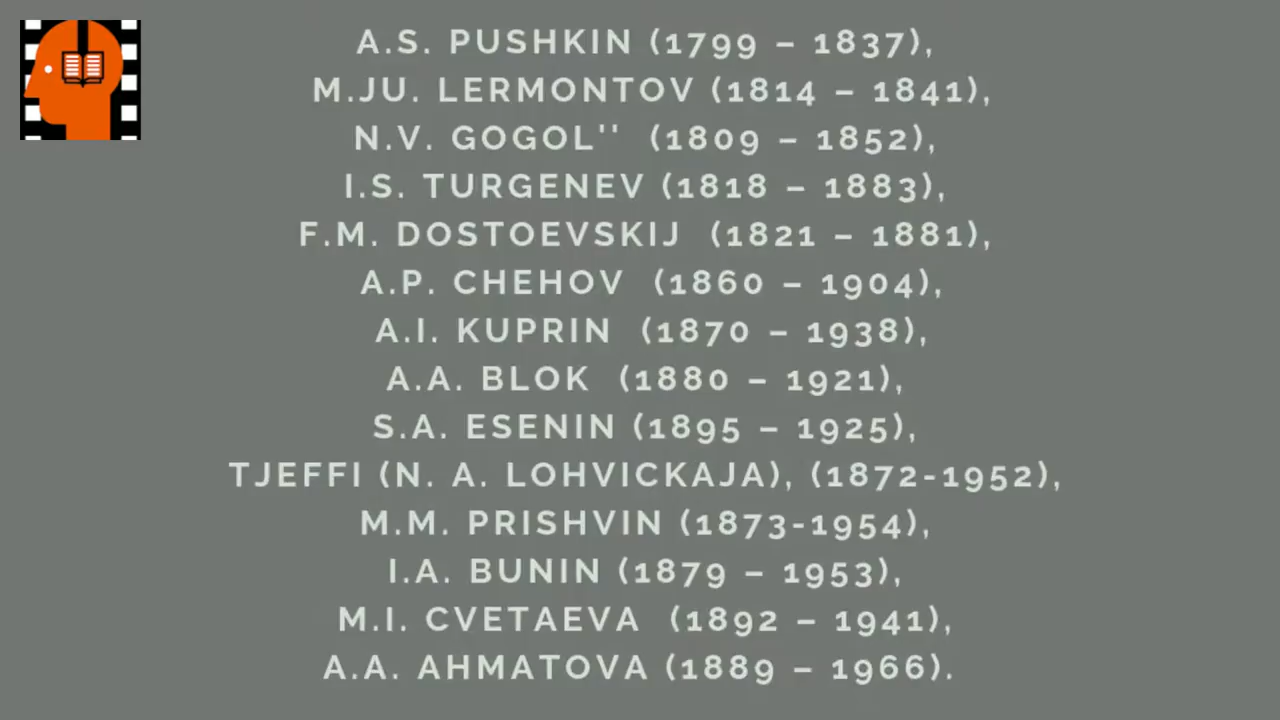 A.S. PUSHKIN (1799 – 1837),
M.JU. LERMONTOV (1814 – 1841),
N.V. GOGOL'' (1809 – 1852),
I.S. TURGENEV (1818 – 1883),
F.M. DOSTOEVSKIJ (1821 – 1881),
A.P. CHEHOV (1860 – 1904),
A.I. KUPRIN (1870 – 1938),
A.A. BLOK (1880 – 1921),
S.A. ESENIN (1895 – 1925),
TJEFFI (N. A. LOHVICKAJA), (1872-1952),
M.M. PRISHVIN (1873-1954),
I.A. BUNIN (1879 – 1953),
M.I. CVETAEVA (1892 – 1941),
A.A. AHMATOVA (1889 – 1966).